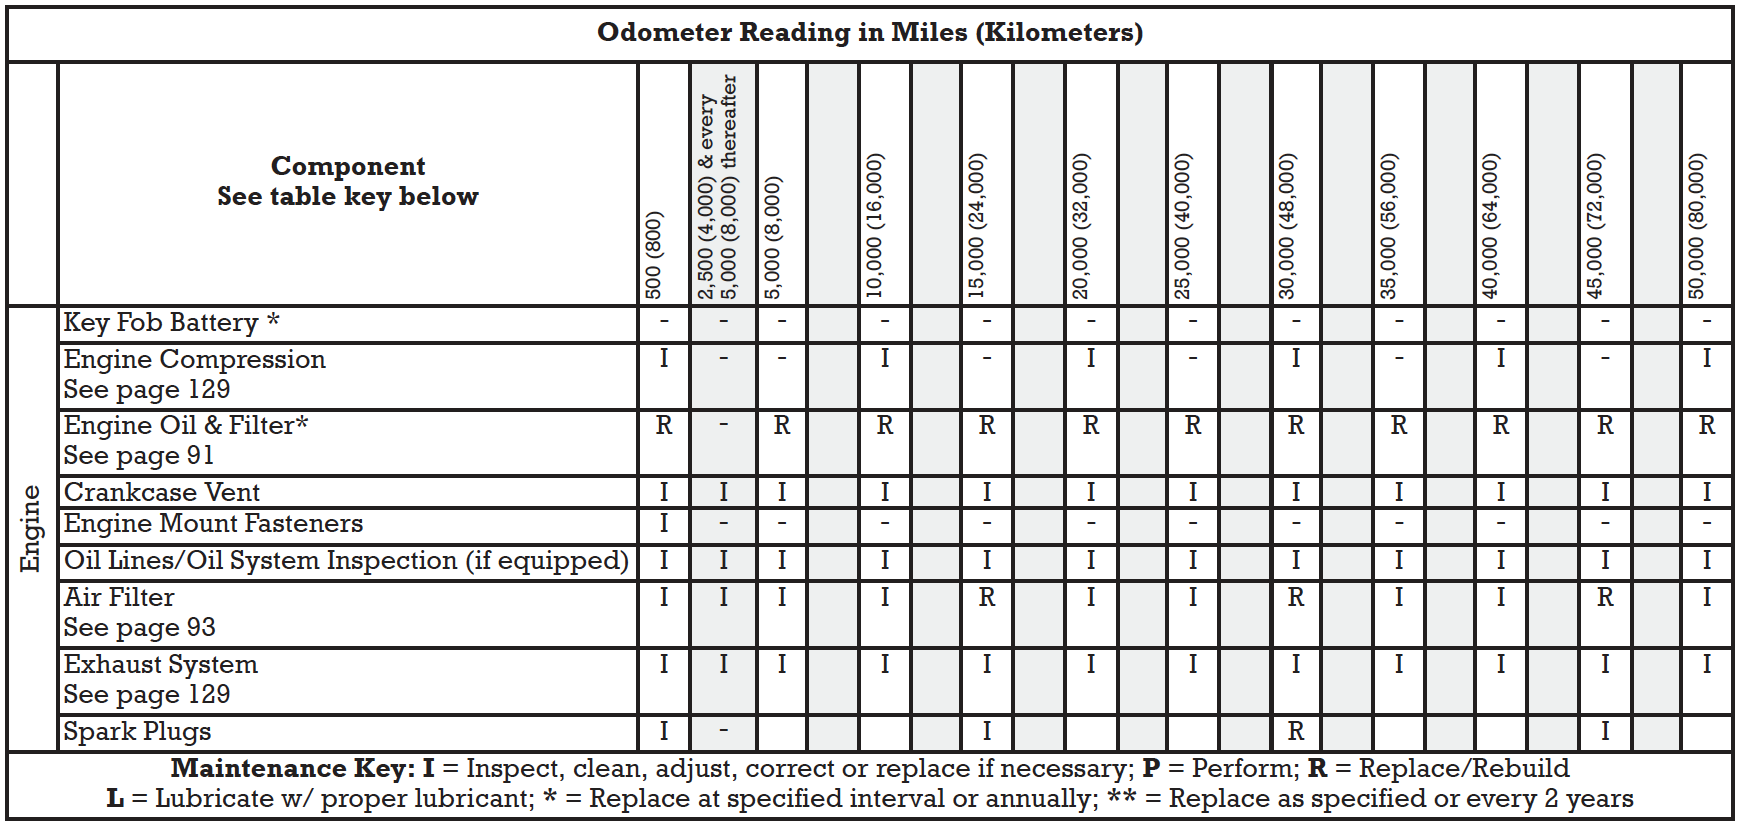 Odometer Reading in Miles (Kilometers)
Component
See table key below
500 (800)
2,500 (4,000) & every
5,000 (8,000) thereafter
5,000 (8,000)
10,000 (16,000)
15,000 (24,000)
20,000 (32,000)
25,000 (40,000)
30,000 (48,000)
35,000 (56,000)
40,000 (64,000)
45,000 (72,000)
50,000 (80,000)
Engine
Key Fob Battery * - - - - - - - - - - - -
Engine Compression I - - I - I - I - I - I
See page 129
Engine Oil & Filter* R - R R R R R R R R R R
See page 91
Crankcase Vent I I I I I I I I I I I I
Engine Mount Fasteners I - - - - - - - - - - -
Oil Lines/Oil System Inspection (if equipped) I I I I I I I I I I I I
Air Filter I I I I R I I R I I R I
See page 93
Exhaust System I I I I I I I I I I I I
See page 129
Spark Plugs I - I R I
Maintenance Key: I = Inspect, clean, adjust, correct or replace if necessary; P = Perform; R = Replace/Rebuild
L = Lubricate w/ proper lubricant; * = Replace at specified interval or annually; ** = Replace as specified or every 2 years